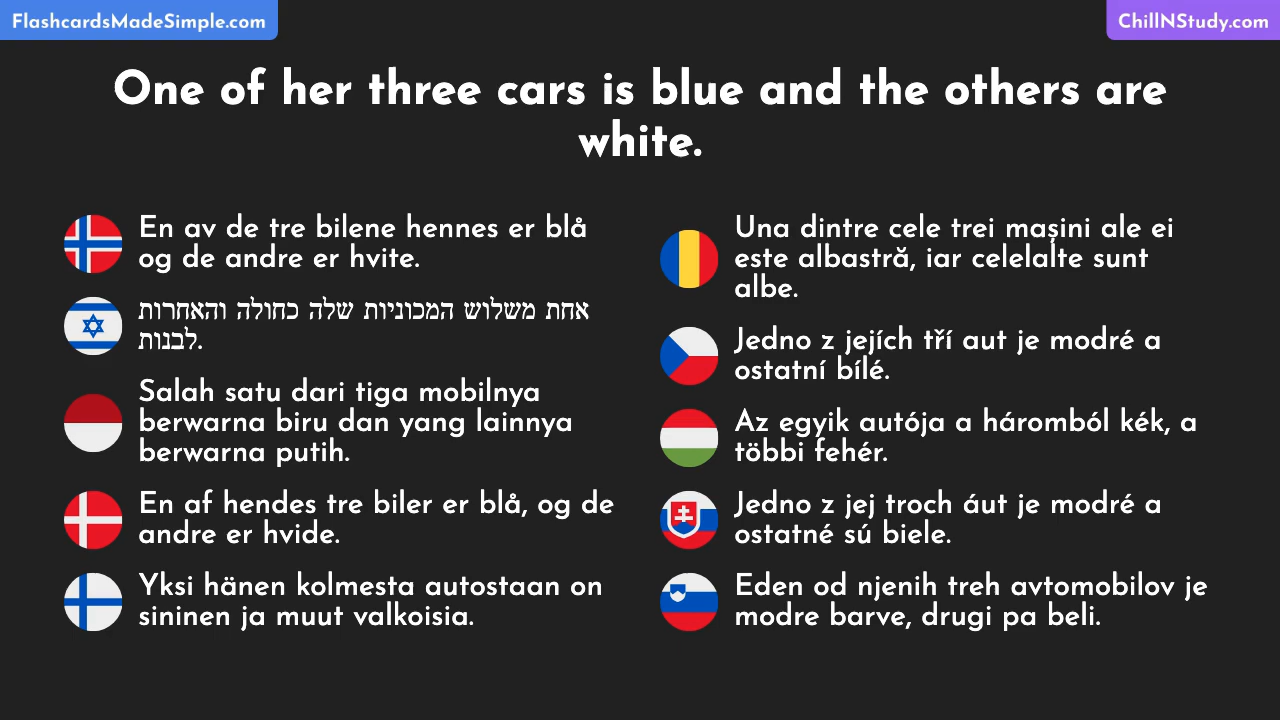 FlashcardsMadeSimple.com
ChillNStudy.com
One of her three cars is blue and the others are
white.
En av de tre bilene hennes er blå
og de andre er hvite.
אחת משלוש המכוניות שלה כחולה והאחרות
לבנות.
Salah satu dari tiga mobilnya
berwarna biru dan yang lainnya
berwarna putih.
En af hendes tre biler er blå, og de
andre er hvide.
Yksi hänen kolmesta autostaan on
sininen ja muut valkoisia.
Una dintre cele trei mașini ale ei
este albastră, iar celelalte sunt
albe.
Jedno z jejích tří aut je modré a
ostatní bílé.
Az egyik autója a háromból kék, a
többi fehér.
Jedno z jej troch áut je modré a
ostatné sú biele.
Eden od njenih treh avtomobilov je
modre barve, drugi pa beli.